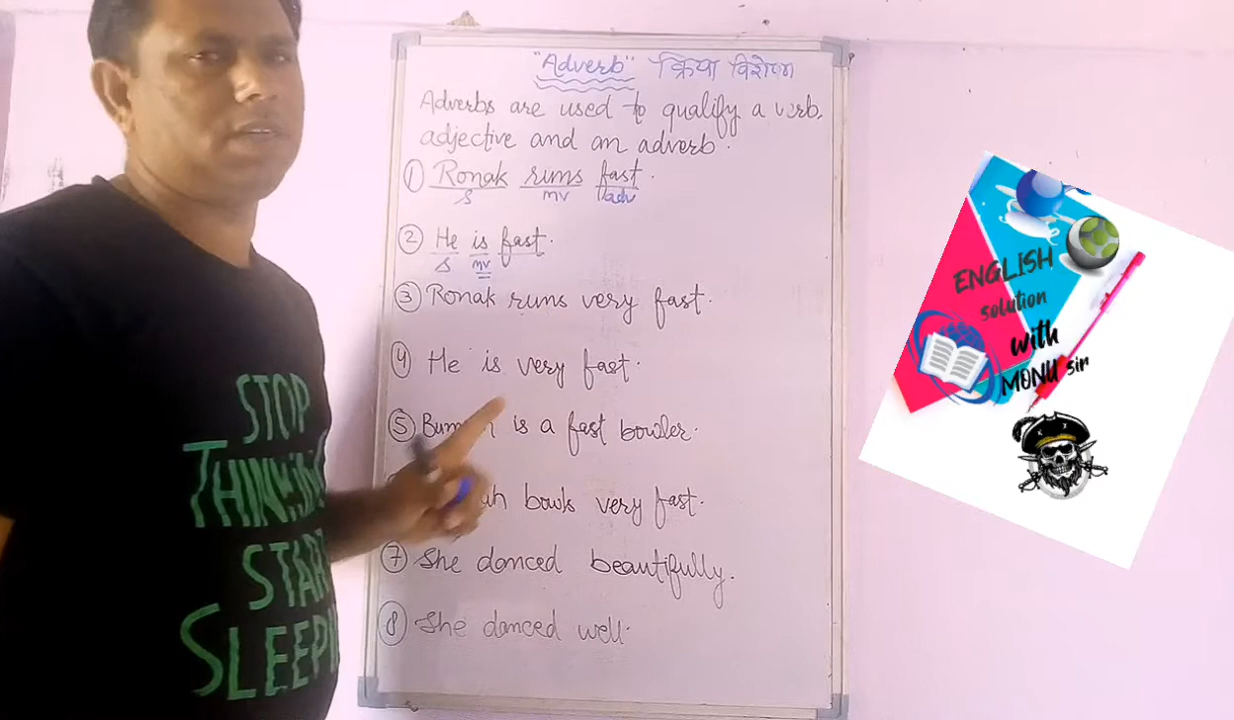 "Adverb" क्रिया विशेषण
Adverbs are used to qualify a verb,
adjective and an adverb.
① Ronak runs fast.
S mv adv
② He is fast.
S mv
③ Ronak runs very fast.
④ He is very fast.
⑤ is a fast bowler.
bowls very fast.
⑦ She danced beautifully.
⑧ She danced well.
STOP
THINKING
START
SLEEPIN
ENGLISH
solution
with
MONU sir